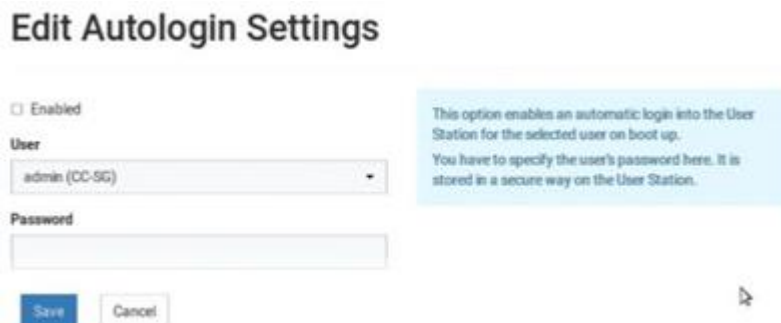 Edit Autologin Settings
Enabled
This option enables an automatic login into the User
Station for the selected user on boot up.
You have to specify the user's password here. It is
stored in a secure way on the User Station.
User
admin (CC-SG)
Password
Save
Cancel